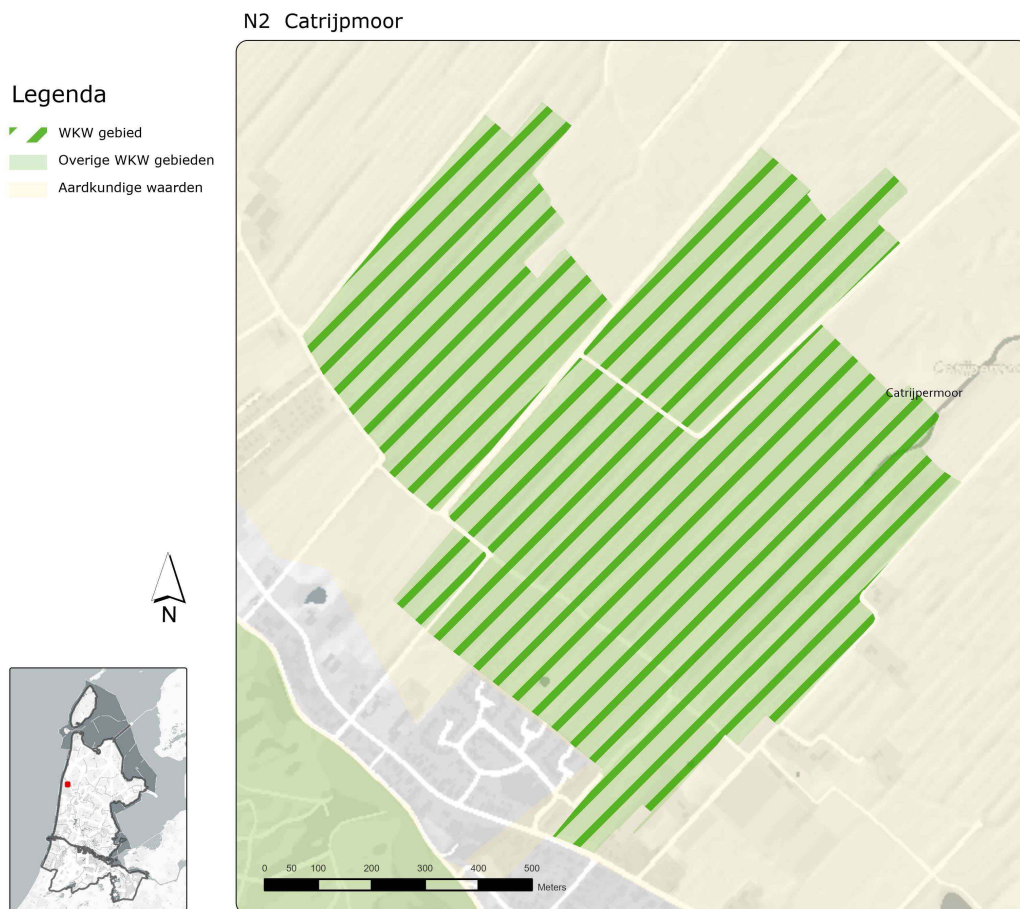 N2 Catrijpmoor
Legenda
WKW gebied
Overige WKW gebieden
Aardkundige waarden
Catrijpermoor
N
0 50 100 200 300 400 500
Meters